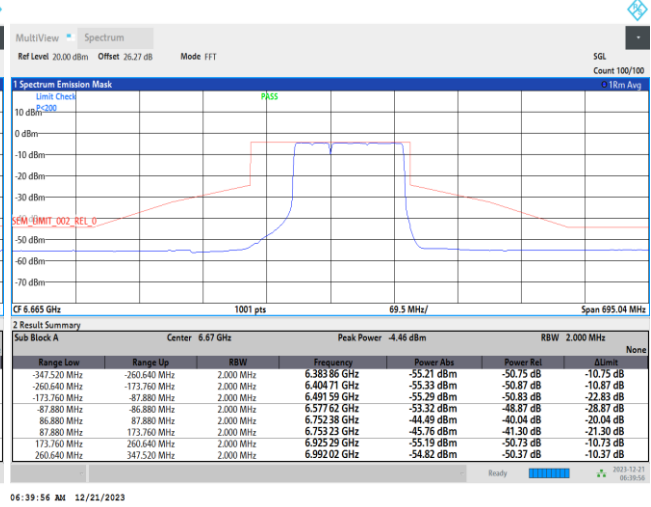 MultiView Spectrum
Ref Level 20.00 dBm Offset 26.27 dB Mode FFT SGL
Count 100/100
1 Spectrum Emission Mask 1Rm Avg
Limit Check PASS
P<200
10 dBm
0 dBm
-10 dBm
-20 dBm
-30 dBm
SEM_LIMIT_002_REL_0
-50 dBm
-60 dBm
-70 dBm
CF 6.665 GHz 1001 pts 69.5 MHz/ Span 695.04 MHz
2 Result Summary
Sub Block A Center 6.67 GHz Peak Power -4.46 dBm RBW 2.000 MHz
None
Range Low Range Up RBW Frequency Power Abs Power Rel ΔLimit
-347.520 MHz -260.640 MHz 2.000 MHz 6.383 86 GHz -55.21 dBm -50.75 dB -10.75 dB
-260.640 MHz -173.760 MHz 2.000 MHz 6.404 71 GHz -55.33 dBm -50.87 dB -10.87 dB
-173.760 MHz -87.880 MHz 2.000 MHz 6.491 59 GHz -55.29 dBm -50.83 dB -22.83 dB
-87.880 MHz -86.880 MHz 2.000 MHz 6.577 62 GHz -53.32 dBm -48.87 dB -28.87 dB
86.880 MHz 87.880 MHz 2.000 MHz 6.752 38 GHz -44.49 dBm -40.04 dB -20.04 dB
87.880 MHz 173.760 MHz 2.000 MHz 6.753 23 GHz -45.76 dBm -41.30 dB -21.30 dB
173.760 MHz 260.640 MHz 2.000 MHz 6.925 29 GHz -55.19 dBm -50.73 dB -10.73 dB
260.640 MHz 347.520 MHz 2.000 MHz 6.992 02 GHz -54.82 dBm -50.37 dB -10.37 dB
Ready 2023-12-21
06:39:56
06:39:56 AM 12/21/2023